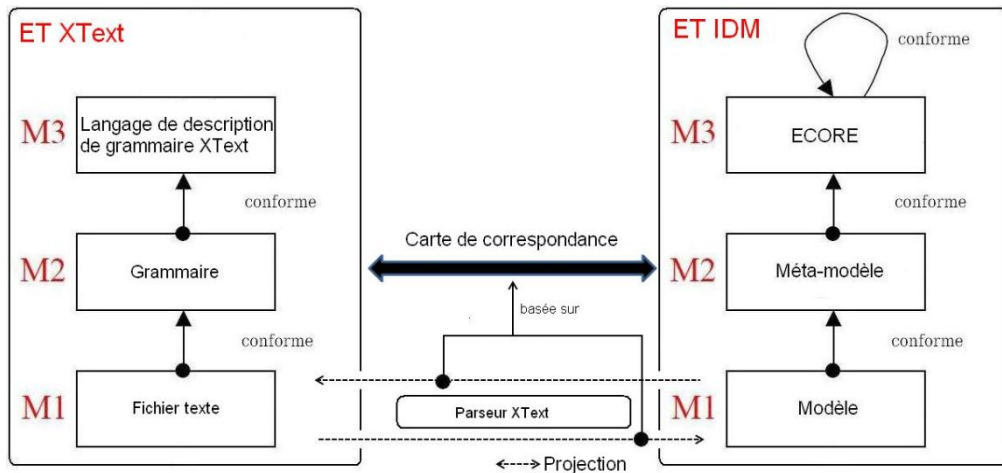 ET XText
M3
Langage de description
de grammaire XText
conforme
M2
Grammaire
conforme
M1
Fichier texte
Carte de correspondance
basée sur
Parseur XText
Projection
ET IDM
conforme
M3
ECORE
conforme
M2
Méta-modèle
conforme
M1
Modèle